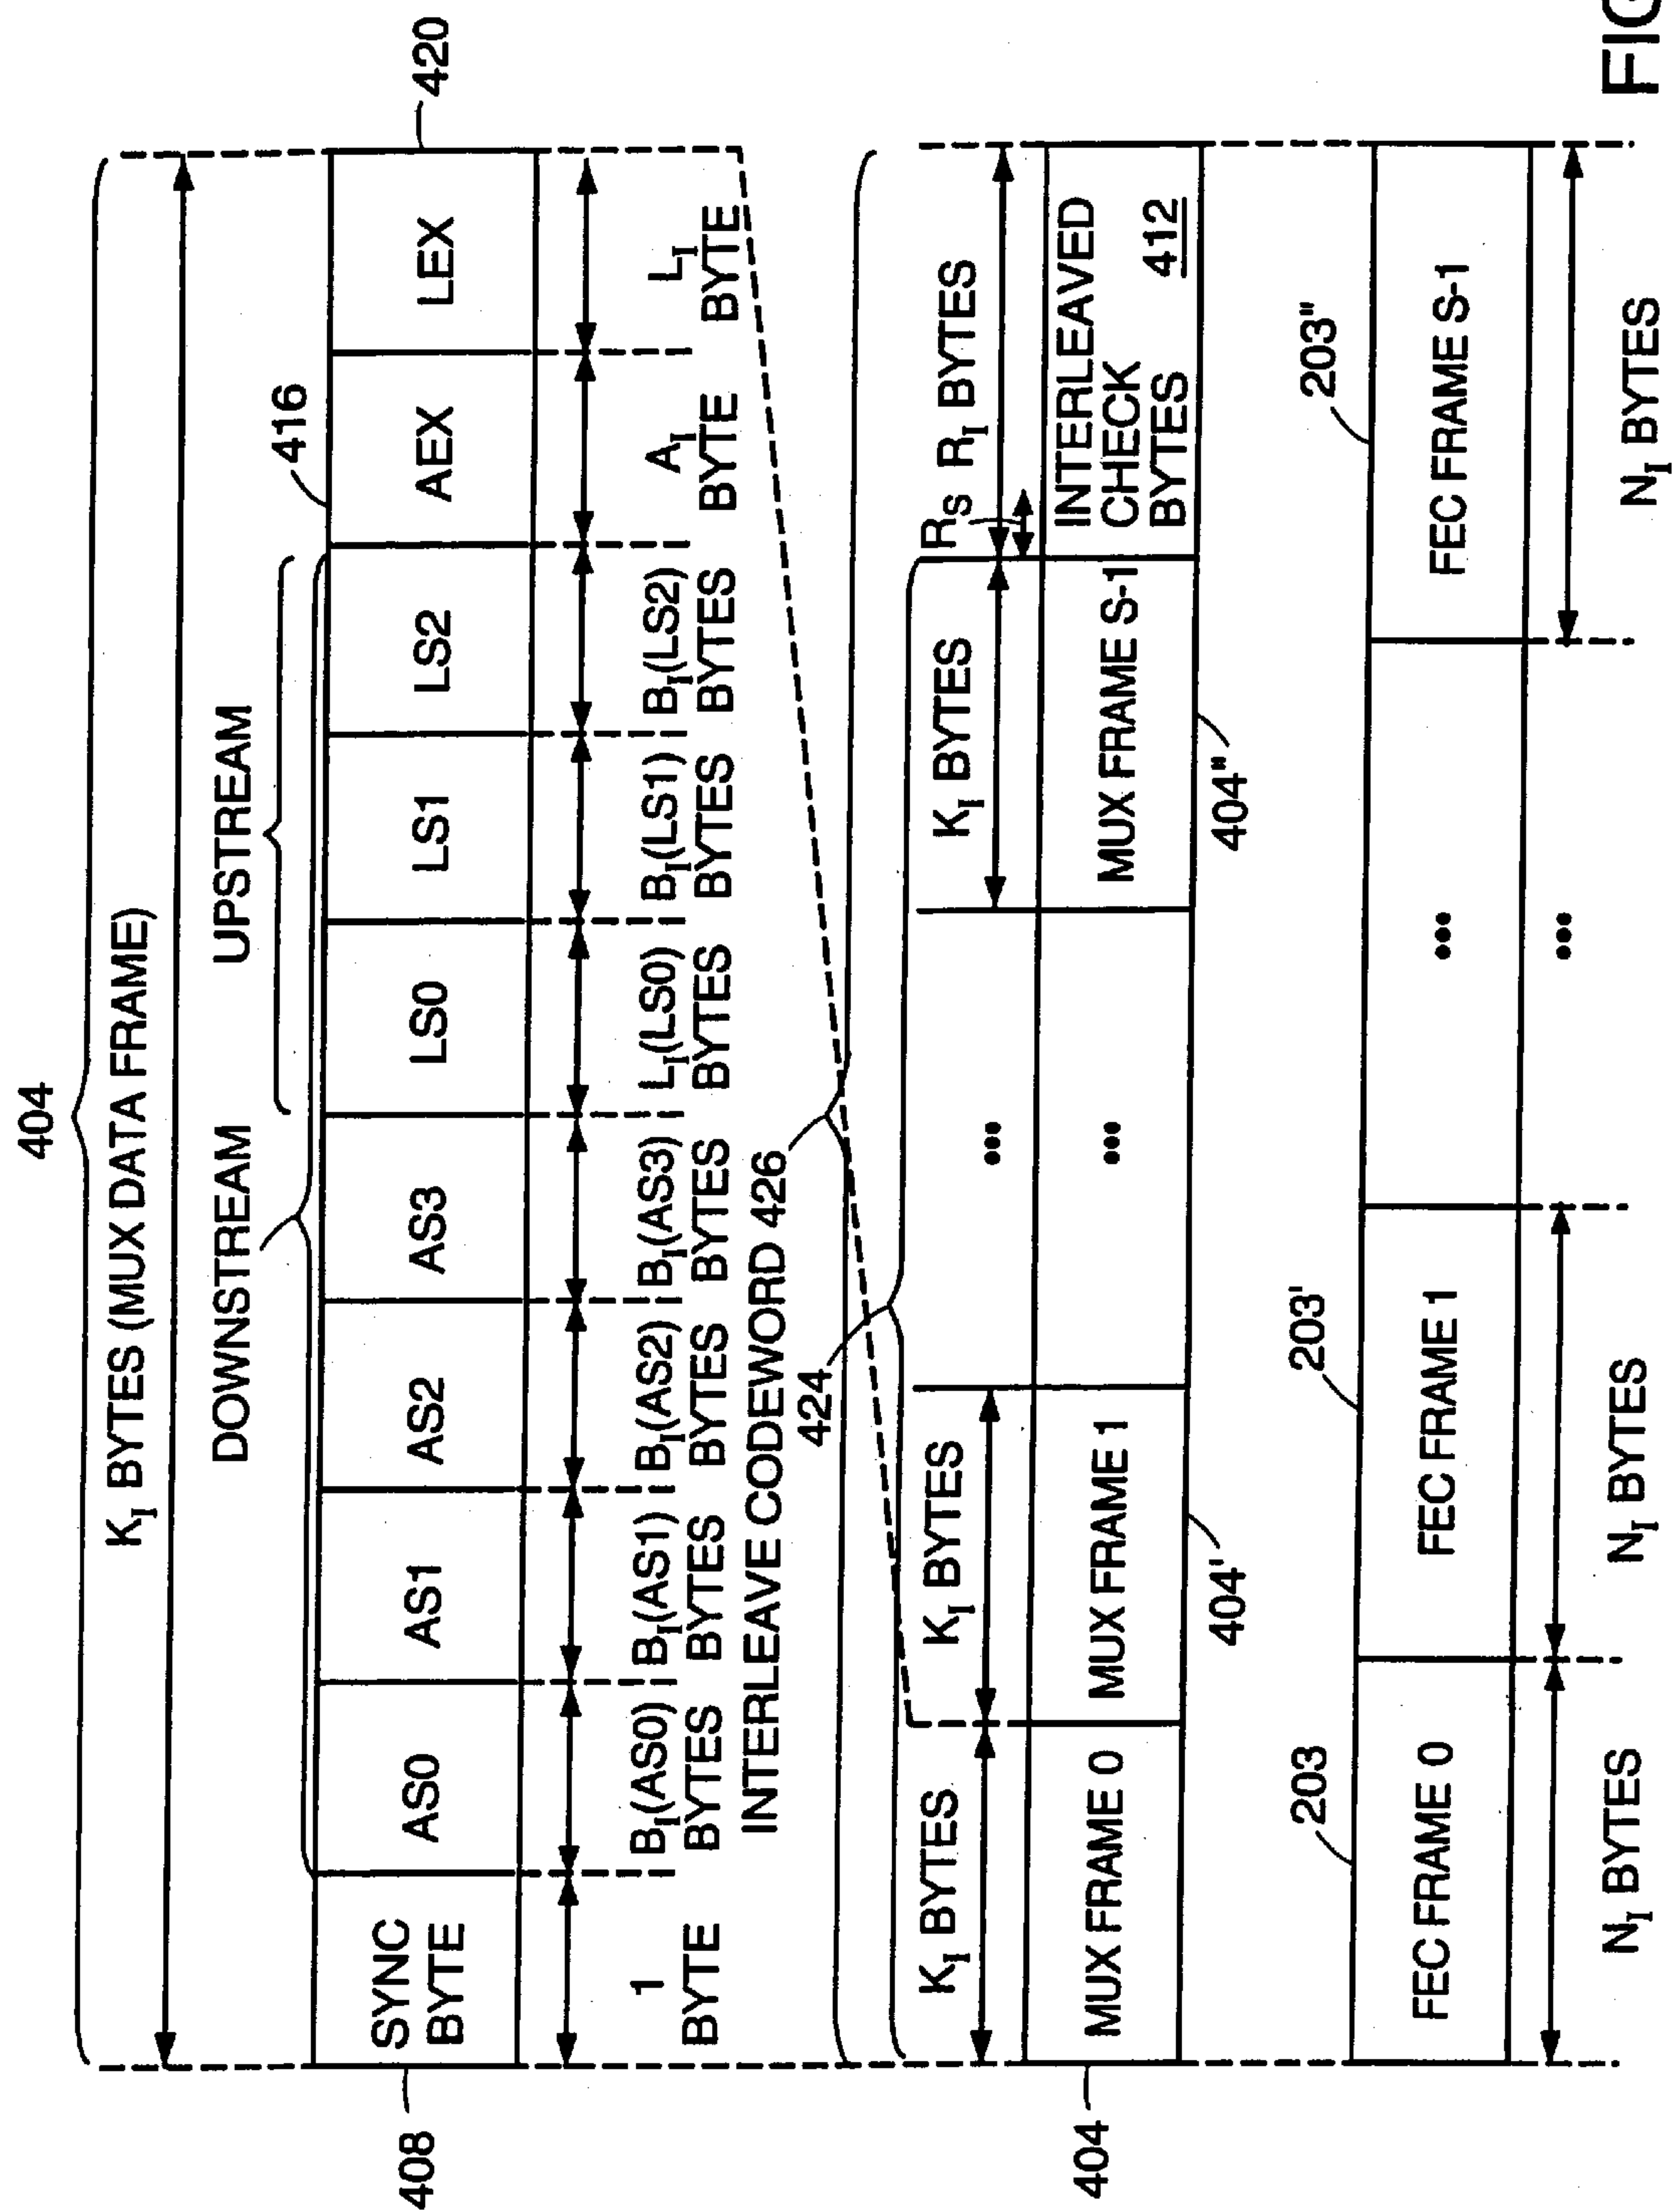 404
K_I BYTES (MUX DATA FRAME)
DOWNSTREAM UPSTREAM
416
420
408
SYNC BYTE
AS0
AS1
AS2
AS3
LS0
LS1
LS2
AEX
LEX
1 BYTE
B_I(AS0) BYTES
B_I(AS1) BYTES
B_I(AS2) BYTES
B_I(AS3) BYTES
L_I(LS0) BYTES
B_I(LS1) BYTES
B_I(LS2) BYTES
A_I BYTE
L_I BYTE
INTERLEAVE CODEWORD 426
424
K_I BYTES
K_I BYTES
•••
K_I BYTES
R_S R_I BYTES
404
MUX FRAME 0
MUX FRAME 1
•••
MUX FRAME S-1
INTERLEAVED
CHECK
BYTES 412
404'
404"
203
203'
203"
FEC FRAME 0
FEC FRAME 1
•••
FEC FRAME S-1
N_I BYTES
N_I BYTES
•••
N_I BYTES